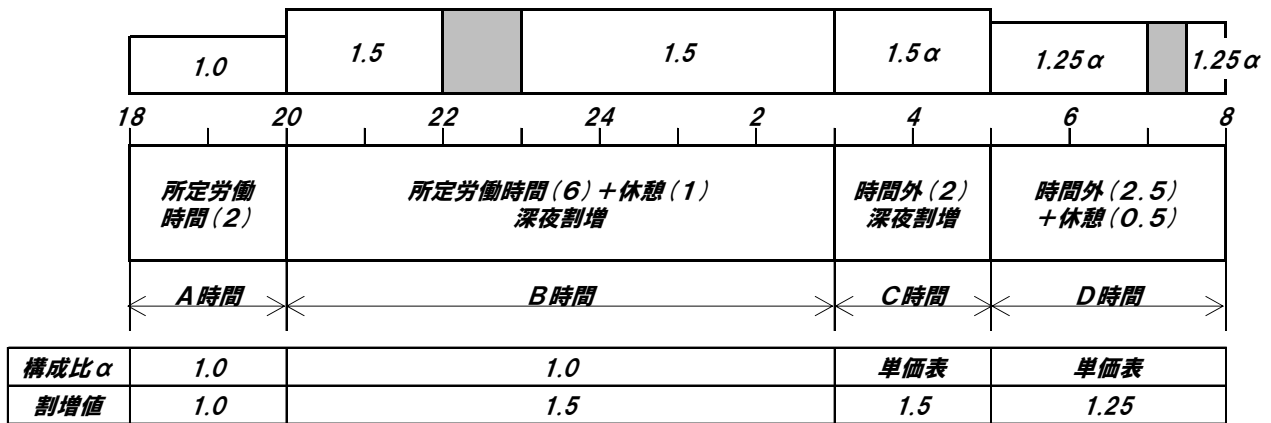 1.0 1.5 1.5 1.5α 1.25α 1.25α
18 20 22 24 2 4 6 8
所定労働
時間(2)
所定労働時間(6)+休憩(1)
深夜割増
時間外(2)
深夜割増
時間外(2.5)
+休憩(0.5)
A時間 B時間 C時間 D時間
構成比α 1.0 1.0 単価表 単価表
割増値 1.0 1.5 1.5 1.25